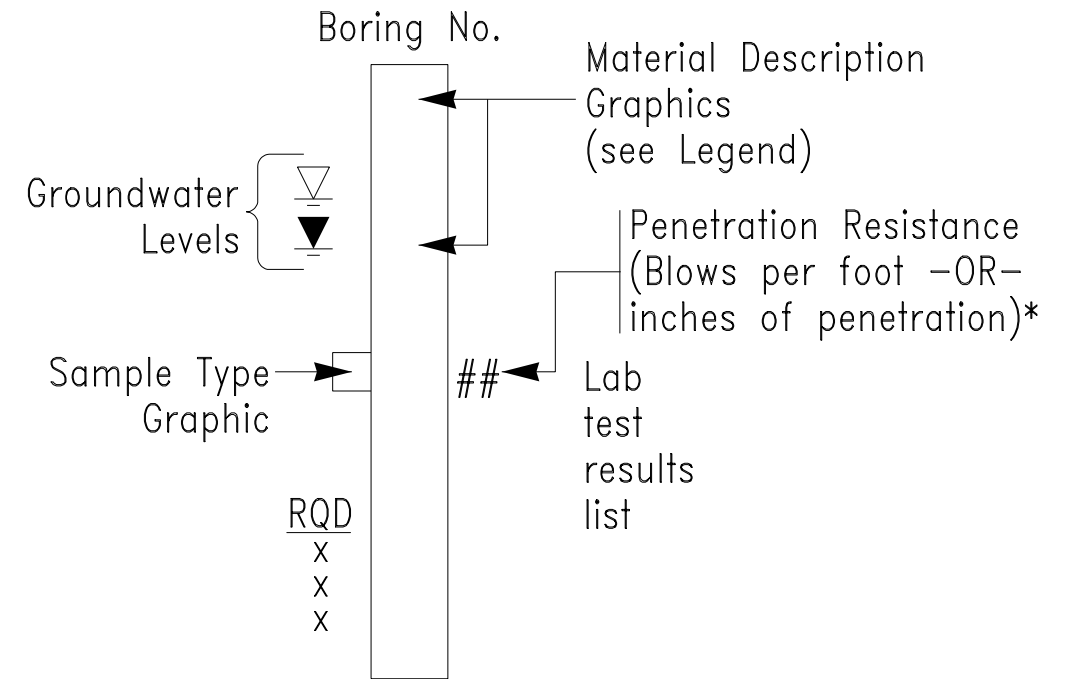 Boring No.
Material Description
Graphics
(see Legend)
Groundwater
Levels
Penetration Resistance
(Blows per foot -OR-
inches of penetration)*
Sample Type
Graphic
##
Lab
test
results
list
RQD
x
x
x